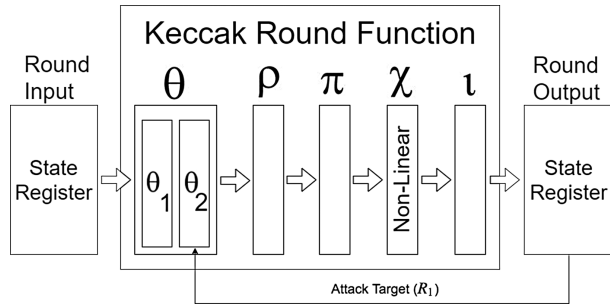 Keccak Round Function
Round
Input
θ
ρ
π
χ
ι
Round
Output
State
Register
θ1
θ2
Non-Linear
State
Register
Attack Target (R1)